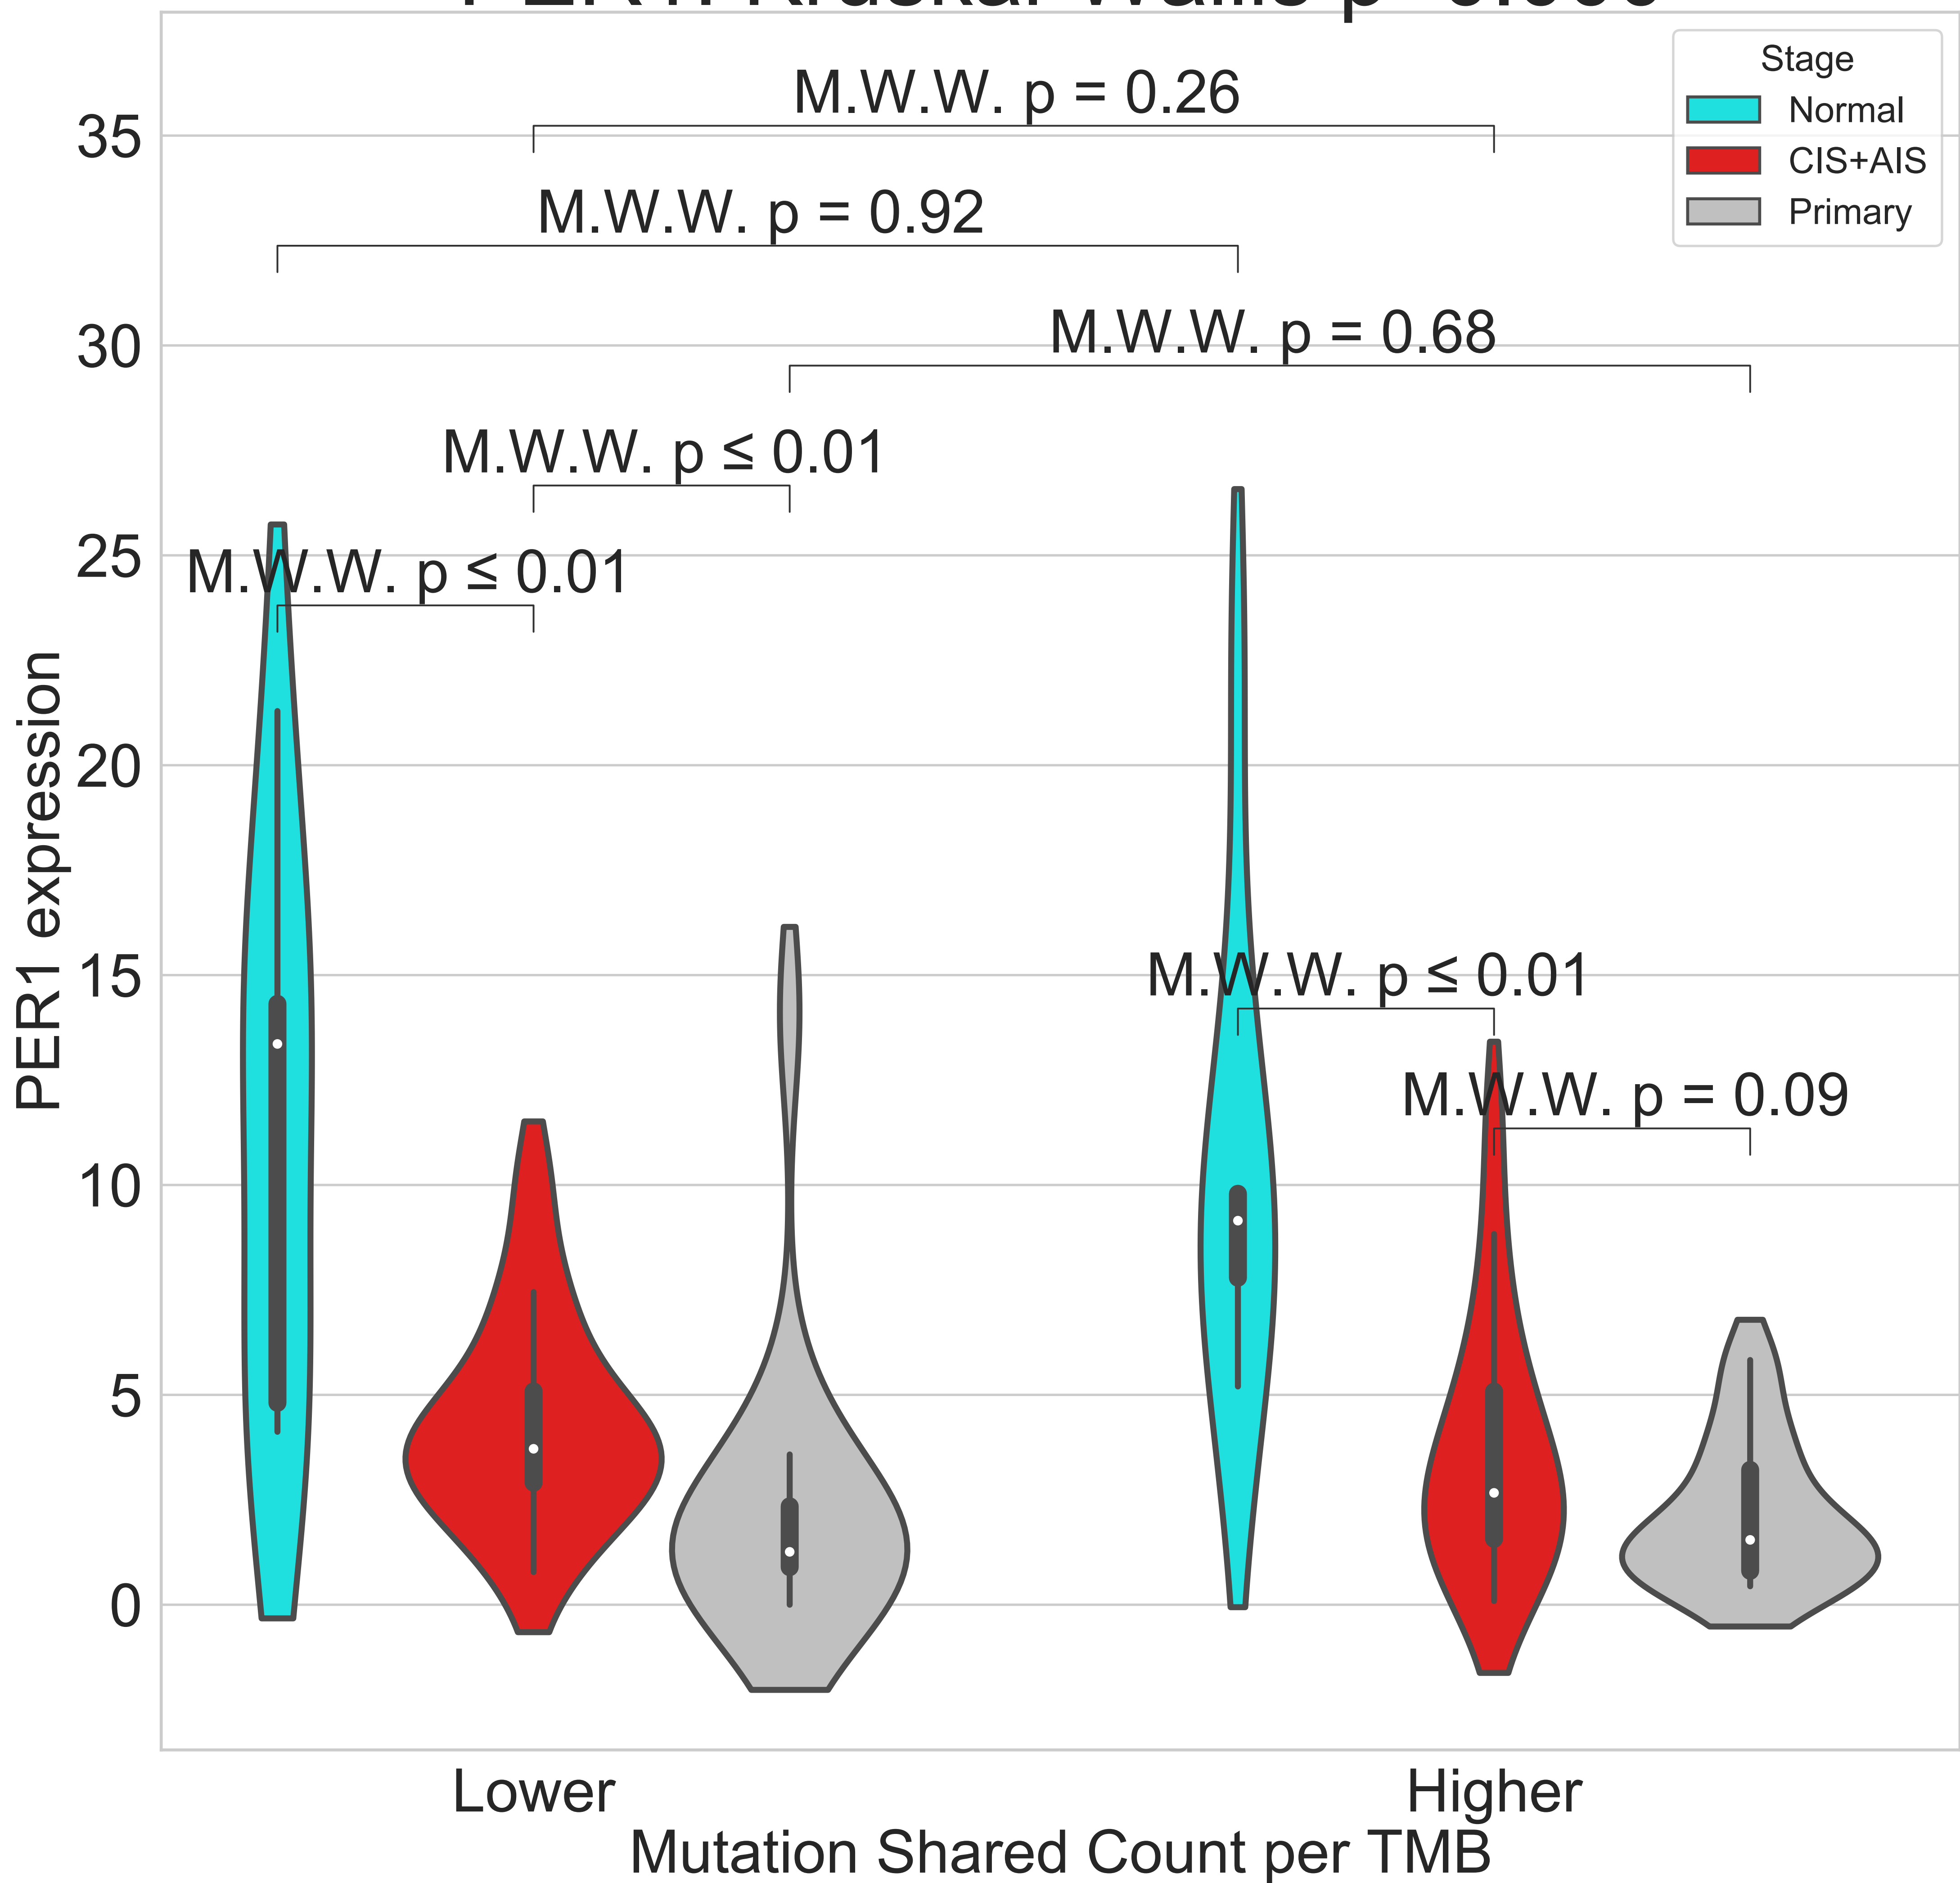 Stage
Normal
CIS+AIS
Primary
M.W.W. p = 0.26
M.W.W. p = 0.92
M.W.W. p = 0.68
M.W.W. p ≤ 0.01
M.W.W. p ≤ 0.01
M.W.W. p ≤ 0.01
M.W.W. p = 0.09
PER1 expression
35
30
25
20
15
10
5
0
Lower
Higher
Mutation Shared Count per TMB